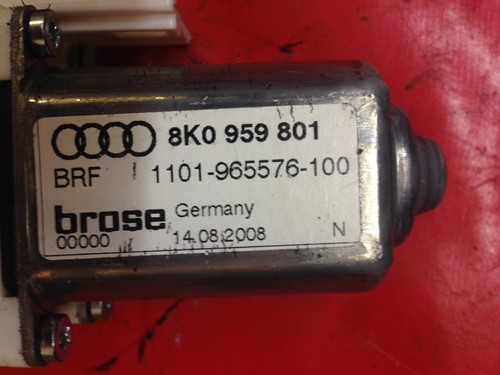 8K0 959 801
BRF 1101-965576-100
brose Germany
00000 14.08.2008 N